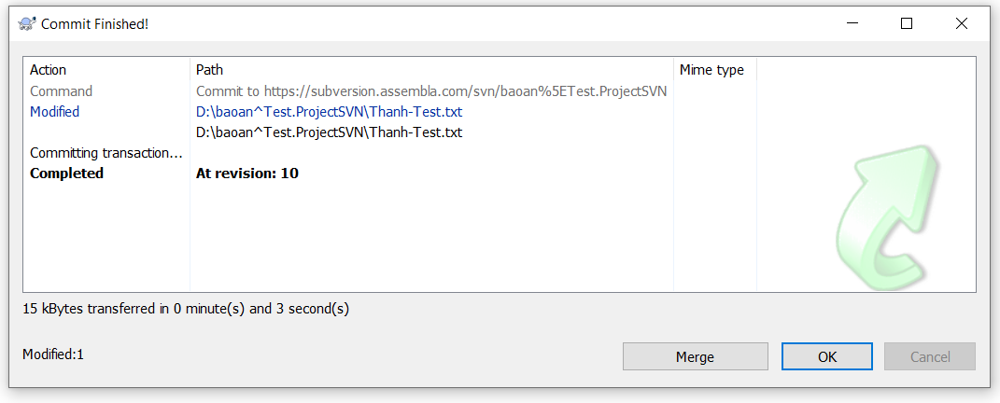 Commit Finished!
Action Path Mime type
Command Commit to https://subversion.assembla.com/svn/baoan%5ETest.ProjectSVN
Modified D:\baoan^Test.ProjectSVN\Thanh-Test.txt
D:\baoan^Test.ProjectSVN\Thanh-Test.txt
Committing transaction...
Completed At revision: 10
15 kBytes transferred in 0 minute(s) and 3 second(s)
Modified:1
Merge OK Cancel